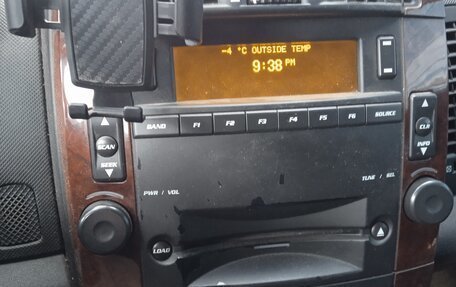 -4 °C OUTSIDE TEMP
9:38 PM
BAND F1 F2 F3 F4 F5 F6 SOURCE
SCAN
SEEK
CLR
INFO
PWR / VOL
TUNE / SEL
LOAD